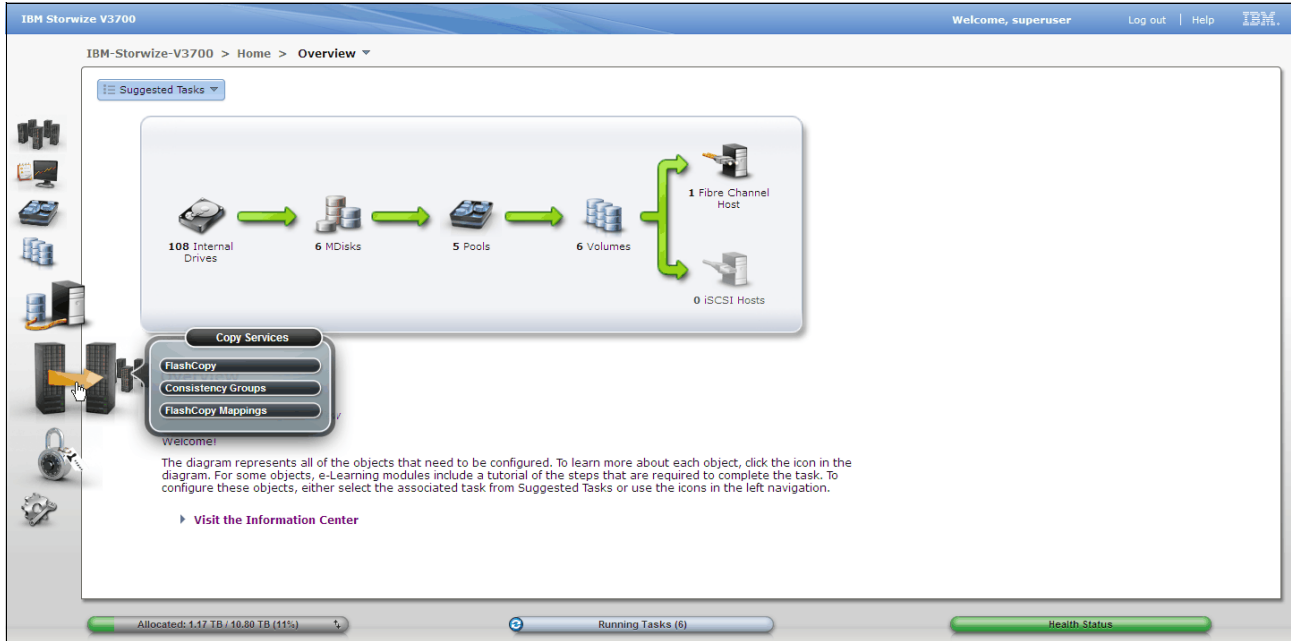 IBM Storwize V3700
Welcome, superuser
Log out | Help
IBM.
IBM-Storwize-V3700 > Home > Overview
Suggested Tasks
1 Fibre Channel
Host
108 Internal
Drives
6 MDisks
5 Pools
6 Volumes
0 iSCSI Hosts
Copy Services
FlashCopy
Consistency Groups
FlashCopy Mappings
Welcome!
The diagram represents all of the objects that need to be configured. To learn more about each object, click the icon in the
diagram. For some objects, e-Learning modules include a tutorial of the steps that are required to complete the task. To
configure these objects, either select the associated task from Suggested Tasks or use the icons in the left navigation.
Visit the Information Center
Allocated: 1.17 TB / 10.80 TB (11%)
Running Tasks (6)
Health Status